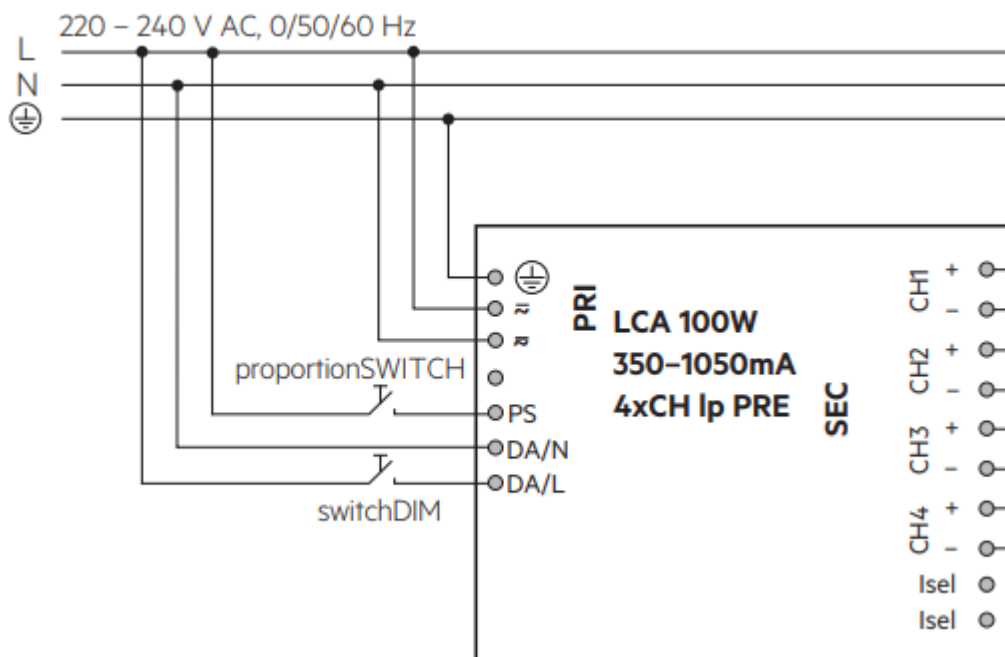 220 – 240 V AC, 0/50/60 Hz
L
N
PRI
LCA 100W
350–1050mA
4xCH lp PRE
SEC
proportionSWITCH
PS
DA/N
DA/L
switchDIM
CH1
+
–
CH2
+
–
CH3
+
–
CH4
+
–
Isel
Isel